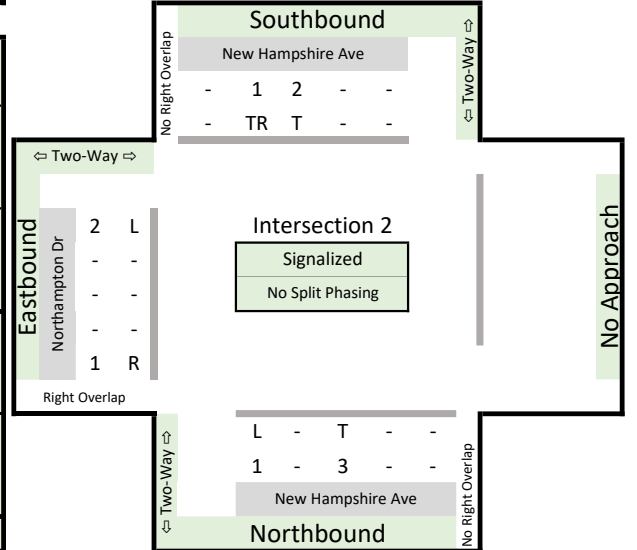 Southbound
New Hampshire Ave
No Right Overlap
⇦ Two-Way ⇨
- 1 2 - -
- TR T - -
⇦ Two-Way ⇨
Eastbound
Northampton Dr
2 L
- -
- -
- -
1 R
Right Overlap
Intersection 2
Signalized
No Split Phasing
No Approach
L - T - -
1 - 3 - -
New Hampshire Ave
Northbound
⇦ Two-Way ⇨
No Right Overlap